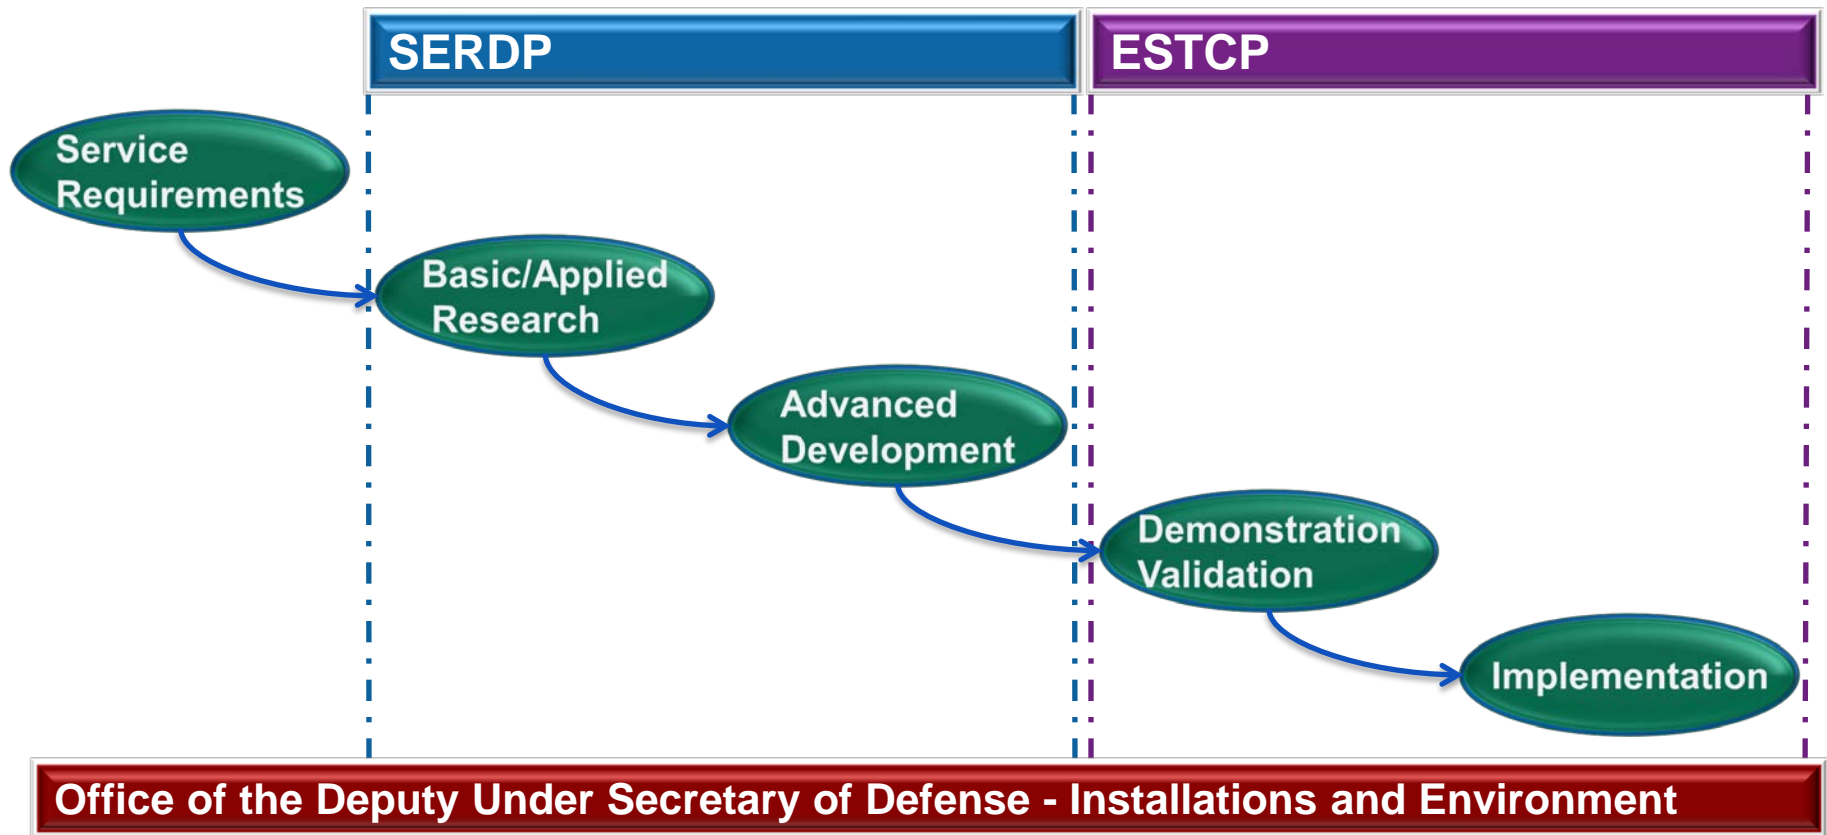 SERDP
ESTCP
Service
Requirements
Basic/Applied
Research
Advanced
Development
Demonstration
Validation
Implementation
Office of the Deputy Under Secretary of Defense - Installations and Environment